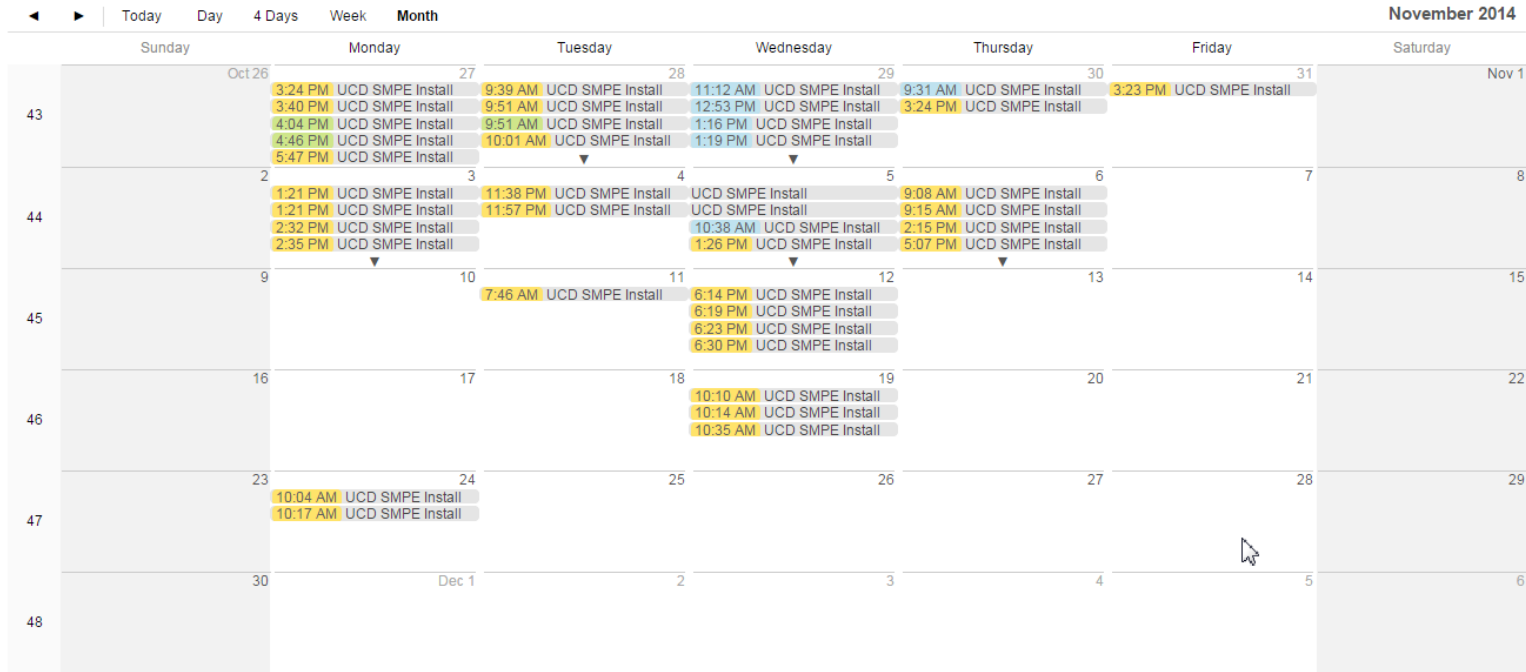 ◄ ► Today Day 4 Days Week Month November 2014
Sunday Monday Tuesday Wednesday Thursday Friday Saturday
43
Oct 26 27 28 29 30 31 Nov 1
3:24 PM UCD SMPE Install 9:39 AM UCD SMPE Install 11:12 AM UCD SMPE Install 9:31 AM UCD SMPE Install 3:23 PM UCD SMPE Install
3:40 PM UCD SMPE Install 9:51 AM UCD SMPE Install 12:53 PM UCD SMPE Install 3:24 PM UCD SMPE Install
4:04 PM UCD SMPE Install 9:51 AM UCD SMPE Install 1:16 PM UCD SMPE Install
4:46 PM UCD SMPE Install 10:01 AM UCD SMPE Install 1:19 PM UCD SMPE Install
5:47 PM UCD SMPE Install ▼ ▼
44
2 3 4 5 6 7 8
1:21 PM UCD SMPE Install 11:38 PM UCD SMPE Install UCD SMPE Install 9:08 AM UCD SMPE Install
1:21 PM UCD SMPE Install 11:57 PM UCD SMPE Install UCD SMPE Install 9:15 AM UCD SMPE Install
2:32 PM UCD SMPE Install 10:38 AM UCD SMPE Install 2:15 PM UCD SMPE Install
2:35 PM UCD SMPE Install 1:26 PM UCD SMPE Install 5:07 PM UCD SMPE Install
▼ ▼ ▼
45
9 10 11 12 13 14 15
7:46 AM UCD SMPE Install 6:14 PM UCD SMPE Install
6:19 PM UCD SMPE Install
6:23 PM UCD SMPE Install
6:30 PM UCD SMPE Install
46
16 17 18 19 20 21 22
10:10 AM UCD SMPE Install
10:14 AM UCD SMPE Install
10:35 AM UCD SMPE Install
47
23 24 25 26 27 28 29
10:04 AM UCD SMPE Install
10:17 AM UCD SMPE Install
48
30 Dec 1 2 3 4 5 6